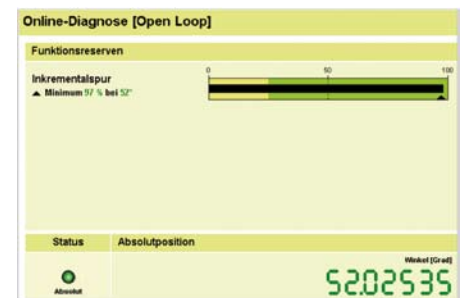 Online-Diagnose [Open Loop]
Funktionsreserven
0 50 100
Inkrementalspur
▲ Minimum 97 % bei 52°
Status Absolutposition
Winkel [Grad]
Absolut
52.02535